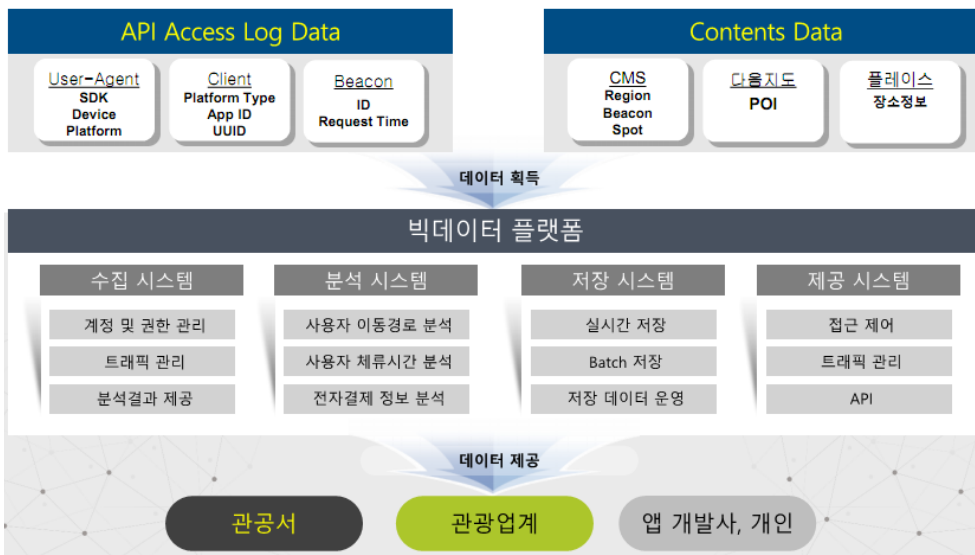 API Access Log Data
User-Agent
SDK
Device
Platform
Client
Platform Type
App ID
UUID
Beacon
ID
Request Time
Contents Data
CMS
Region
Beacon
Spot
다음지도
POI
플레이스
장소정보
데이터 획득
빅데이터 플랫폼
수집 시스템
계정 및 권한 관리
트래픽 관리
분석결과 제공
분석 시스템
사용자 이동경로 분석
사용자 체류시간 분석
전자결제 정보 분석
저장 시스템
실시간 저장
Batch 저장
저장 데이터 운영
제공 시스템
접근 제어
트래픽 관리
API
데이터 제공
관공서
관광업계
앱 개발사, 개인